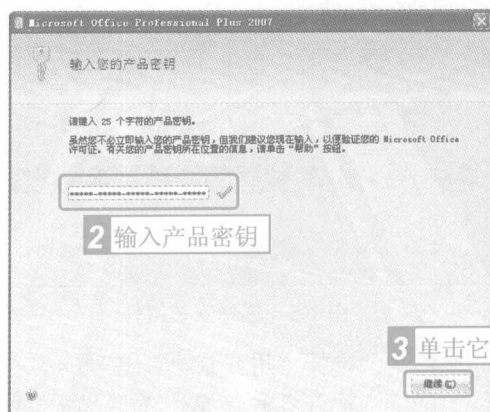 Microsoft Office Professional Plus 2007
输入您的产品密钥
请键入 25 个字符的产品密钥。
虽然您不必立即输入您的产品密钥，但我们建议您现在输入，以便验证您的 Microsoft Office
许可证。有关您的产品密钥所在位置的信息，请单击“帮助”按钮。
*****-*****-*****-*****-*****
2 输入产品密钥
3 单击它
继续(C)